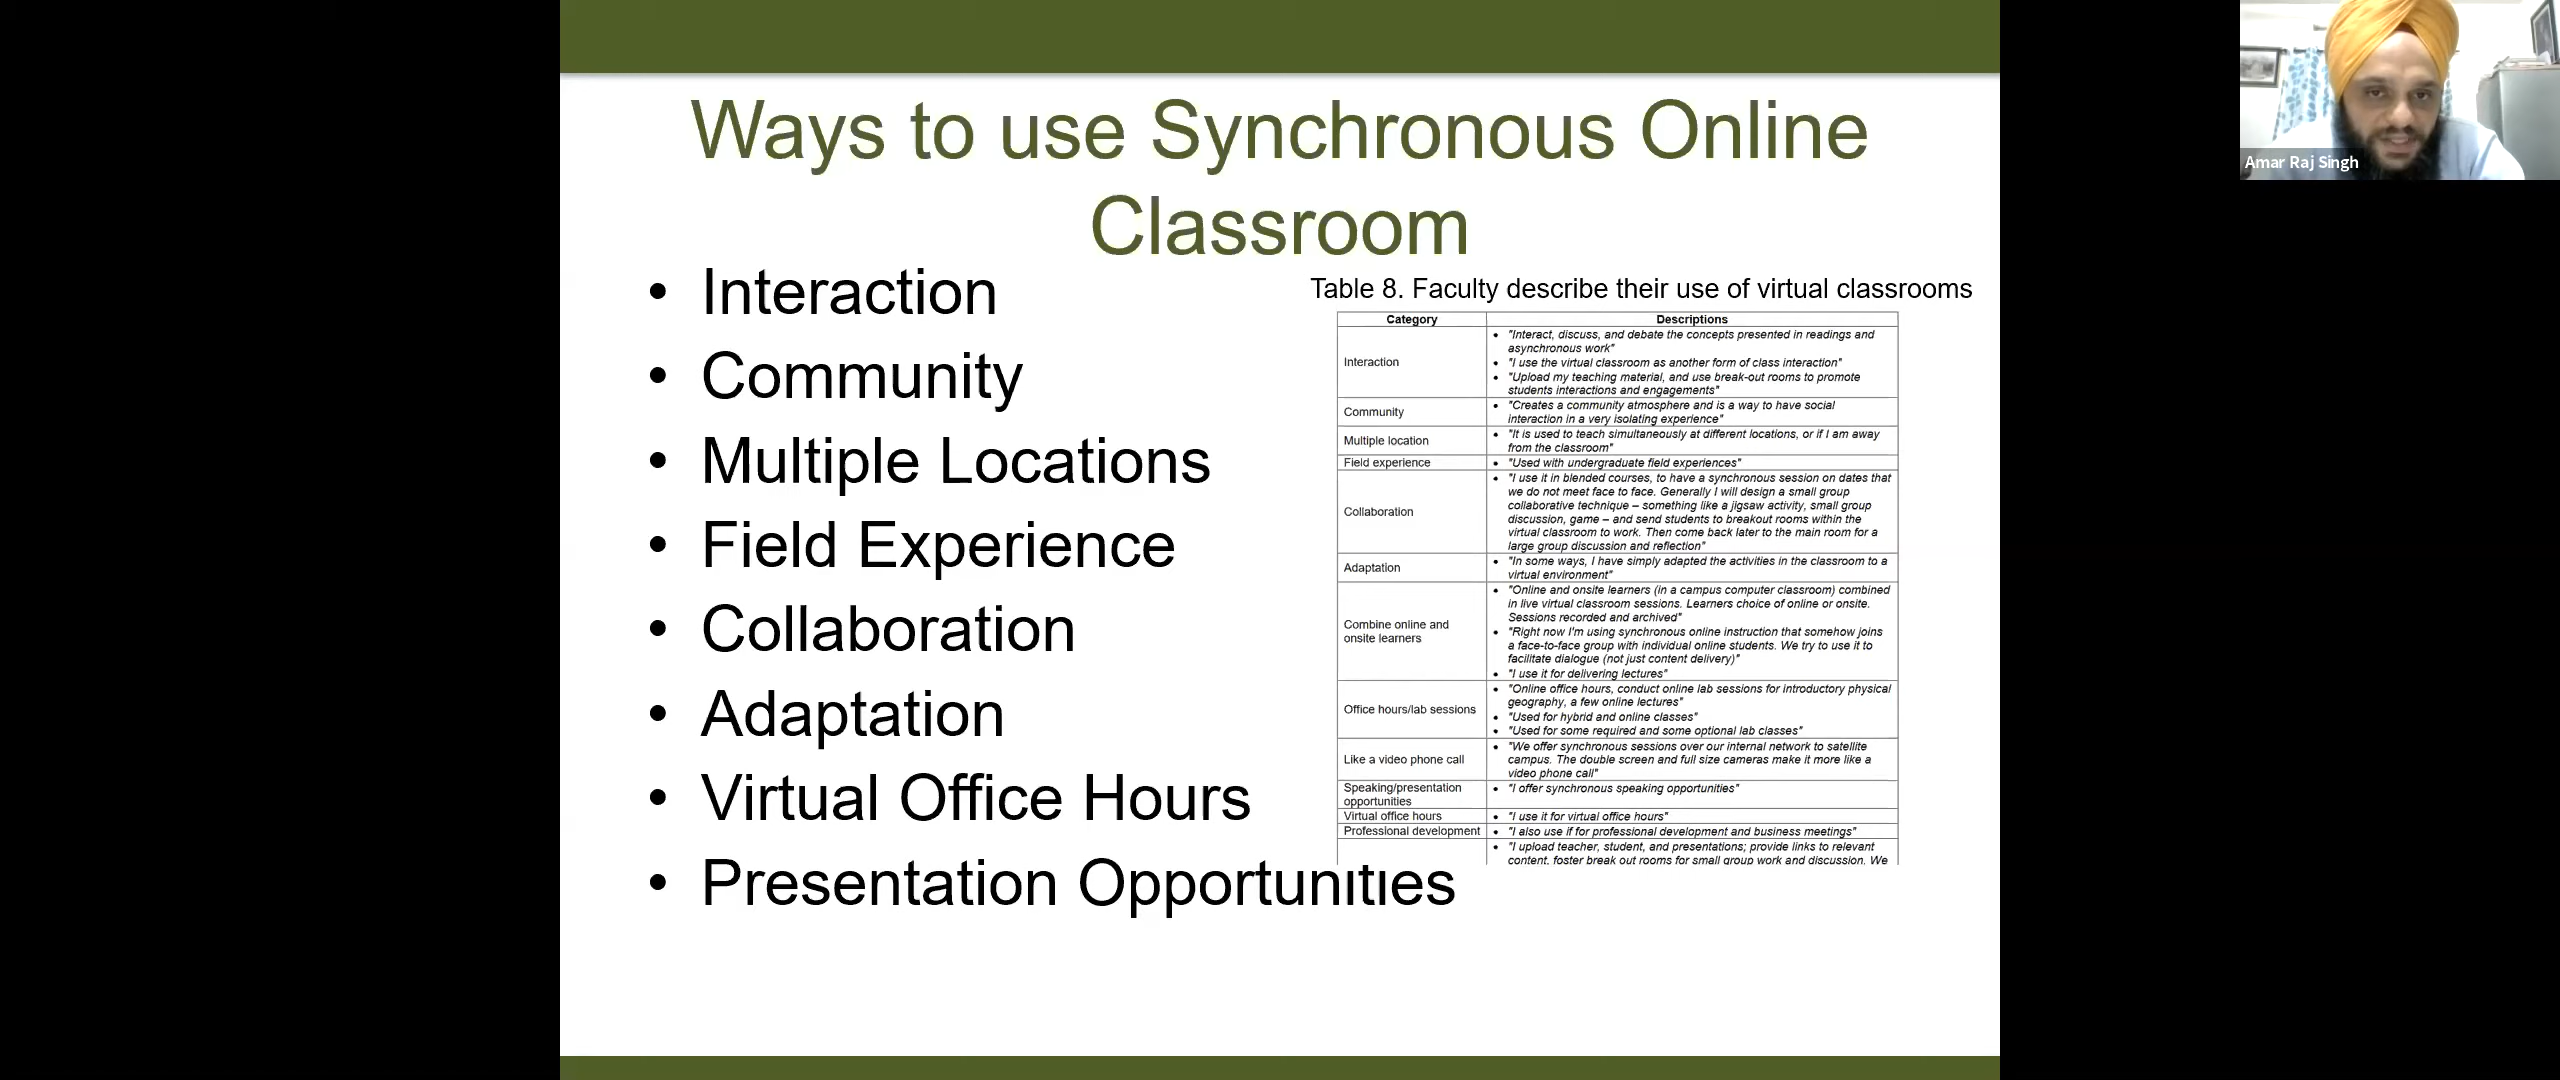 Ways to use Synchronous Online
Classroom
• Interaction
• Community
• Multiple Locations
• Field Experience
• Collaboration
• Adaptation
• Virtual Office Hours
• Presentation Opportunities
Table 8. Faculty describe their use of virtual classrooms
Category Descriptions
Interaction
• "Interact, discuss, and debate the concepts presented in readings and
asynchronous work"
• "I use the virtual classroom as another form of class interaction"
• "Upload my teaching material, and use break-out rooms to promote
students interactions and engagements"
Community
• "Creates a community atmosphere and is a way to have social
interaction in a very isolating experience"
Multiple location
• "It is used to teach simultaneously at different locations, or if I am away
from the classroom"
Field experience
• "Used with undergraduate field experiences"
Collaboration
• "I use it in blended courses, to have a synchronous session on dates that
we do not meet face to face. Generally I will design a small group
collaborative technique – something like a jigsaw activity, small group
discussion, game – and send students to breakout rooms within the
virtual classroom to work. Then come back later to the main room for a
large group discussion and reflection"
Adaptation
• "In some ways, I have simply adapted the activities in the classroom to a
virtual environment"
Combine online and
onsite learners
• "Online and onsite learners (in a campus computer classroom) combined
in live virtual classroom sessions. Learners choice of online or onsite.
Sessions recorded and archived"
• "Right now I'm using synchronous online instruction that somehow joins
a face-to-face group with individual online students. We try to use it to
facilitate dialogue (not just content delivery)"
• "I use it for delivering lectures"
Office hours/lab sessions
• "Online office hours, conduct online lab sessions for introductory physical
geography, a few online lectures"
• "Used for hybrid and online classes"
• "Used for some required and some optional lab classes"
Like a video phone call
• "We offer synchronous sessions over our internal network to satellite
campus. The double screen and full size cameras make it more like a
video phone call"
Speaking/presentation
opportunities
• "I offer synchronous speaking opportunities"
Virtual office hours
• "I use it for virtual office hours"
Professional development
• "I also use if for professional development and business meetings"
• "I upload teacher, student, and presentations; provide links to relevant
content, foster break out rooms for small group work and discussion. We
Amar Raj Singh